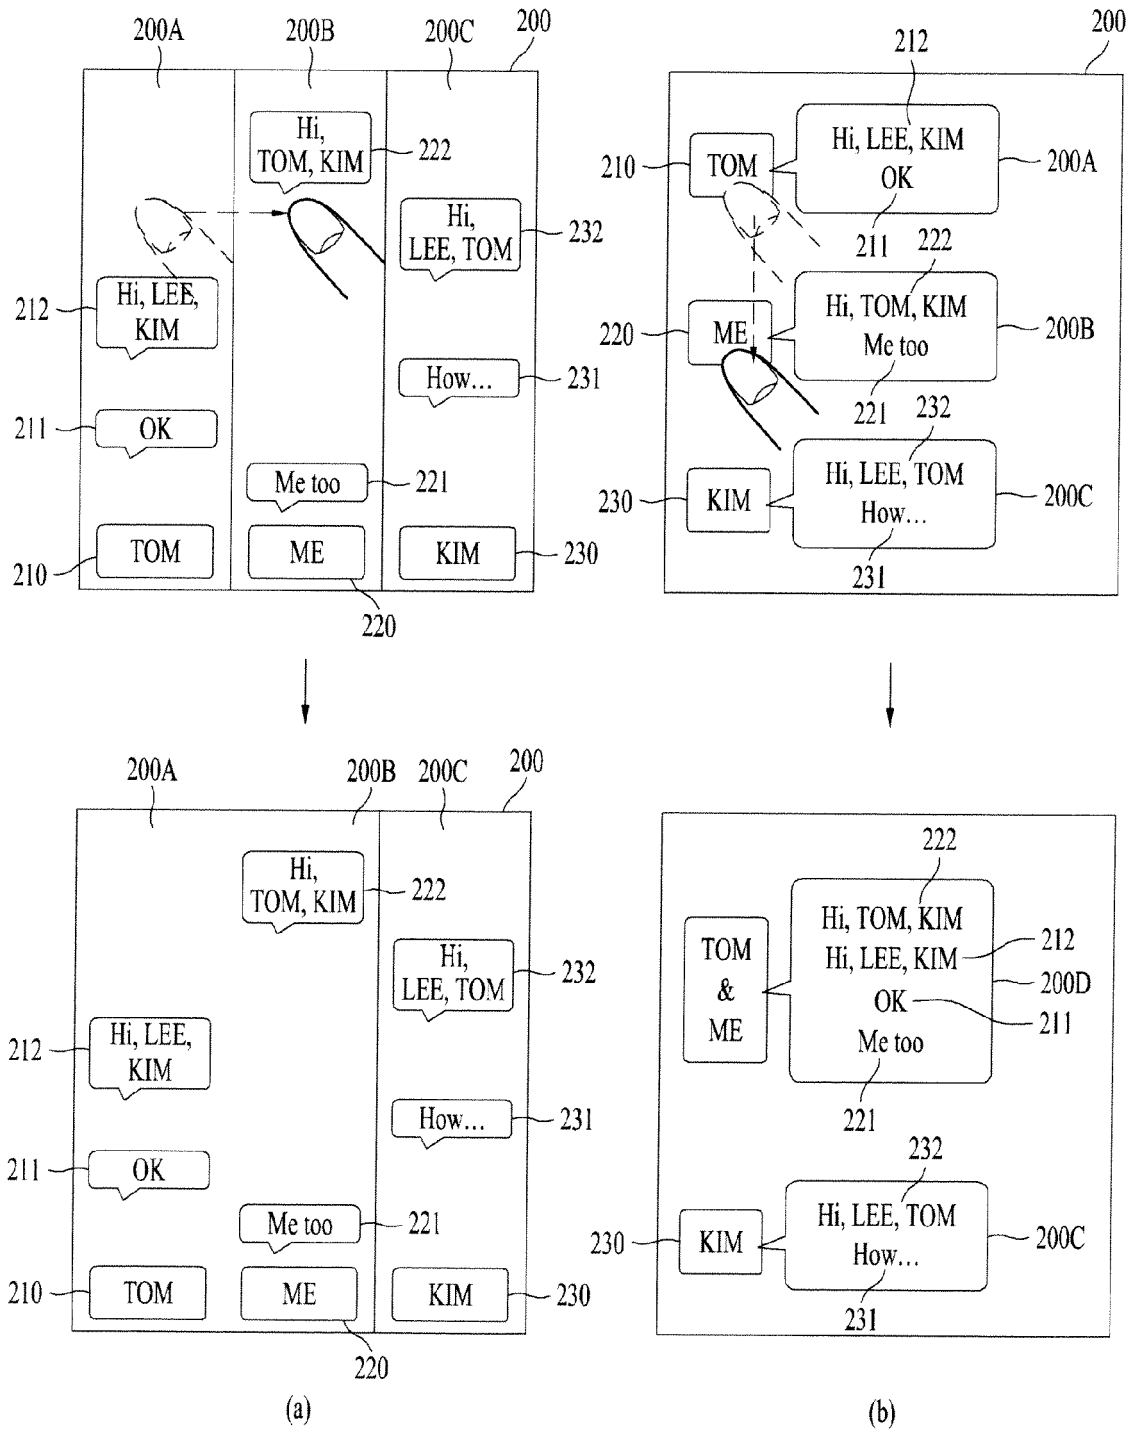 200A 200B 200C 200
Hi,
TOM, KIM
222
Hi,
LEE, TOM
232
212
Hi, LEE,
KIM
How...
231
211
OK
Me too
221
210
TOM
ME
KIM
230
220
200
212
210
TOM
Hi, LEE, KIM
OK
200A
211
222
220
ME
Hi, TOM, KIM
Me too
200B
221
232
230
KIM
Hi, LEE, TOM
How...
200C
231
200A 200B 200C 200
Hi,
TOM, KIM
222
Hi,
LEE, TOM
232
212
Hi, LEE,
KIM
How...
231
211
OK
Me too
221
210
TOM
ME
KIM
230
220
(a)
222
TOM
&
ME
Hi, TOM, KIM
Hi, LEE, KIM
212
OK
200D
211
Me too
221
232
230
KIM
Hi, LEE, TOM
How...
200C
231
(b)